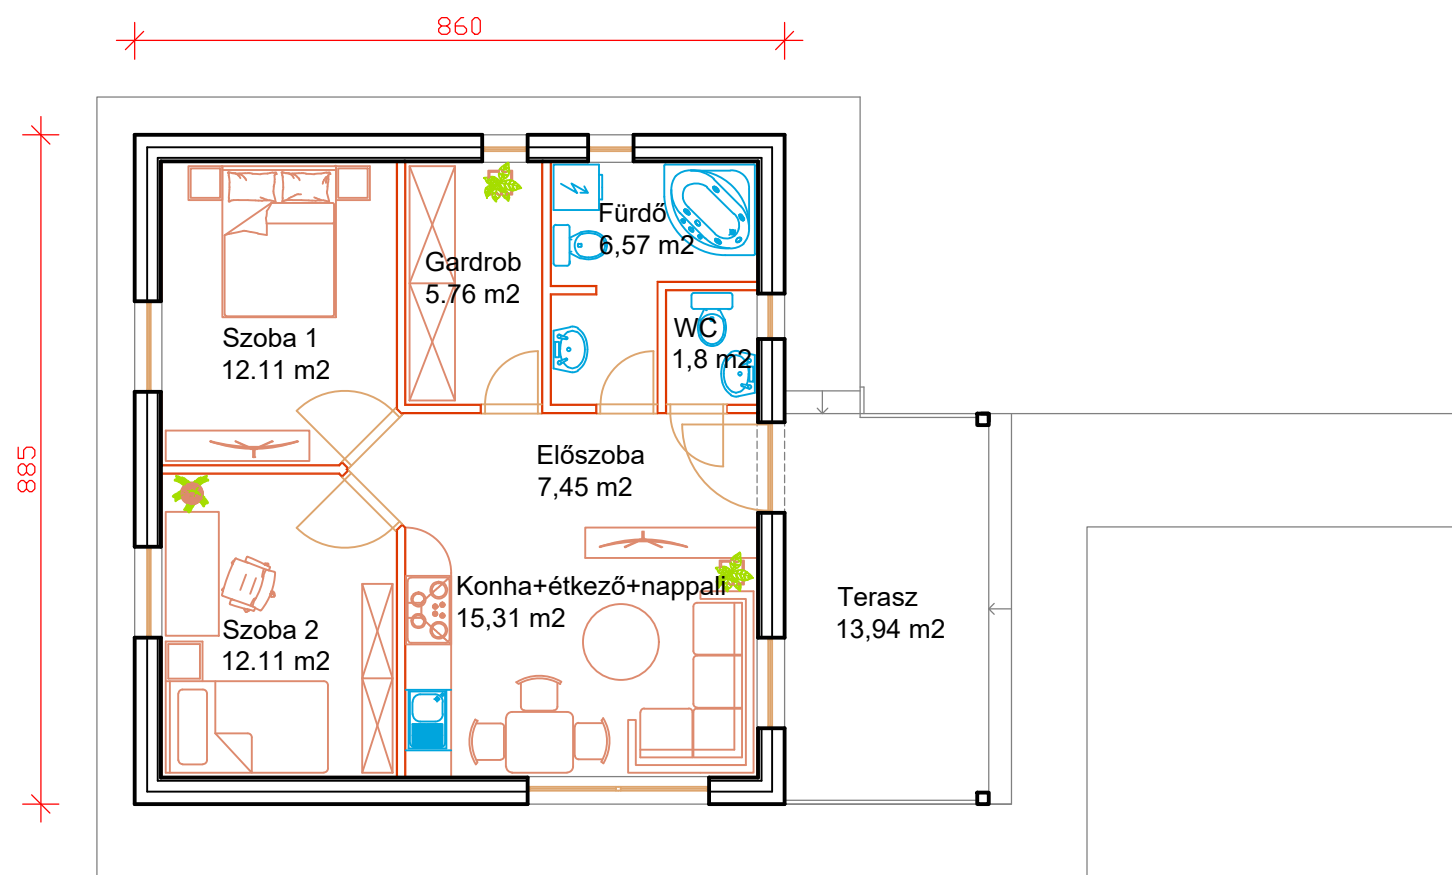 860
885
Fürdő
6,57 m2
Gardrob
5.76 m2
WC
1,8 m2
Szoba 1
12.11 m2
Előszoba
7,45 m2
Konha+étkező+nappali
15,31 m2
Terasz
13,94 m2
Szoba 2
12.11 m2